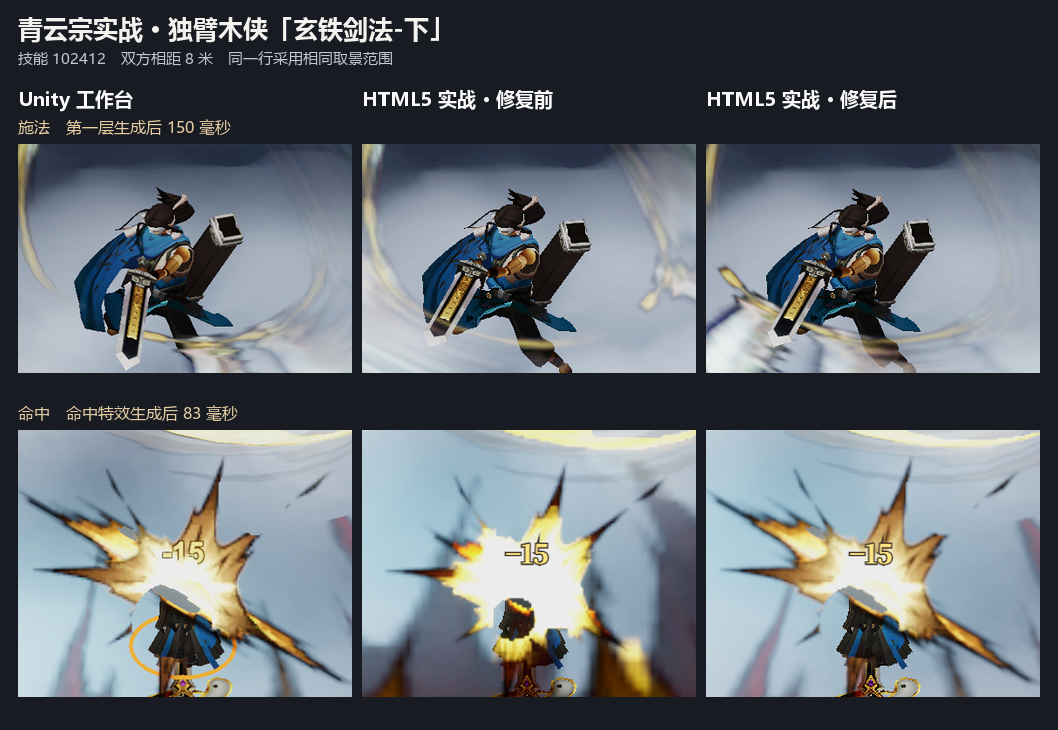 青云宗实战・独臂木侠「玄铁剑法-下」
技能 102412 双方相距 8 米 同一行采用相同取景范围
Unity 工作台 HTML5 实战・修复前 HTML5 实战・修复后
施法 第一层生成后 150 毫秒
命中 命中特效生成后 83 毫秒
-15 -15 -15